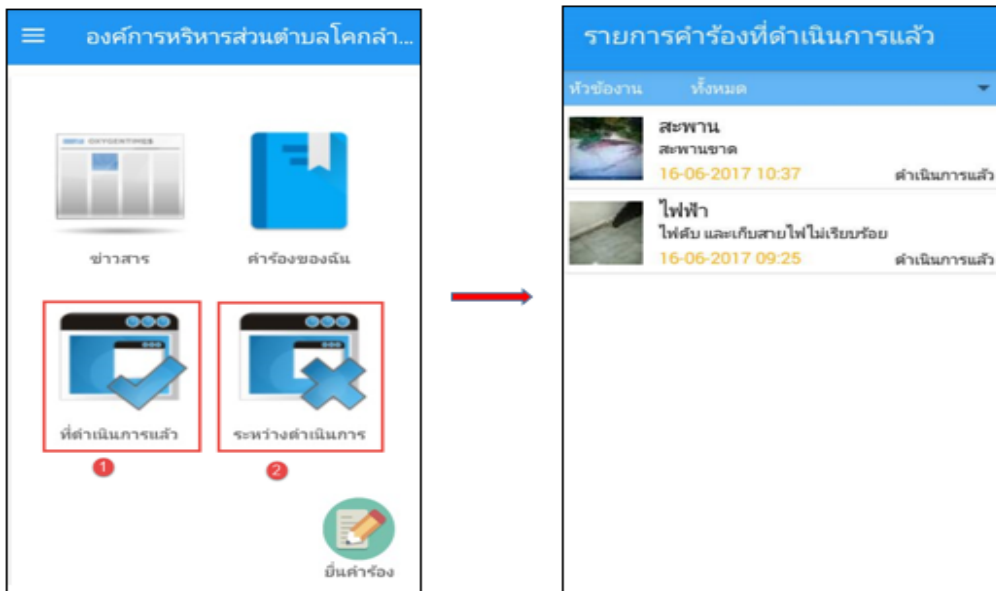 องค์การหริหารส่วนตำบลโคกลำ...
ข่าวสาร
คำร้องของฉัน
ที่ดำเนินการแล้ว
ระหว่างดำเนินการ
1
2
ยื่นคำร้อง
รายการคำร้องที่ดำเนินการแล้ว
หัวข้องาน ทั้งหมด
สะพาน
สะพานขาด
16-06-2017 10:37 ดำเนินการแล้ว
ไฟฟ้า
ไฟดับ และเก็บสายไฟไม่เรียบร้อย
16-06-2017 09:25 ดำเนินการแล้ว